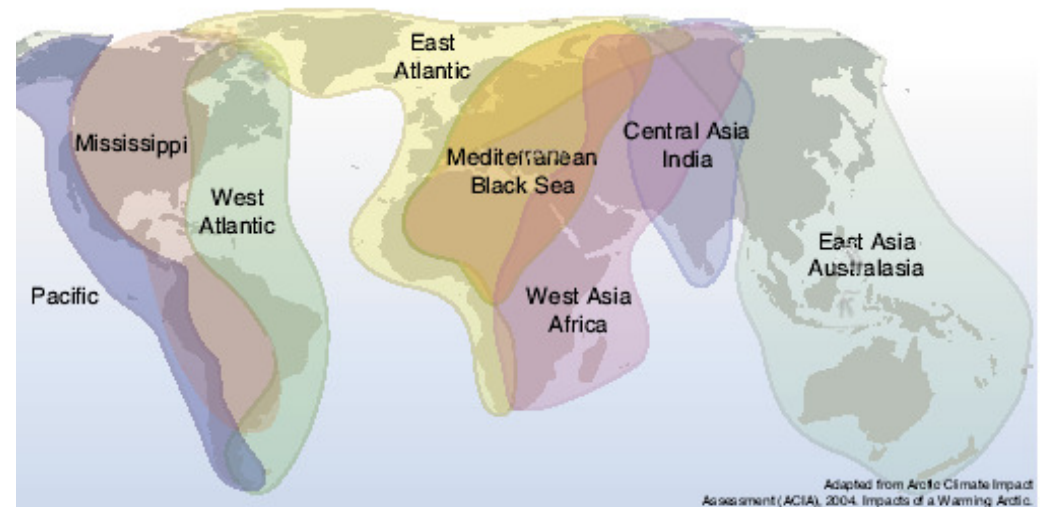 East
Atlantic
Mississippi
Mediterranean
Black Sea
Central Asia
India
West
Atlantic
East Asia
Australasia
Pacific
West Asia
Africa
Adapted from Arctic Climate Impact
Assessment (ACIA), 2004. Impacts of a Warming Arctic.